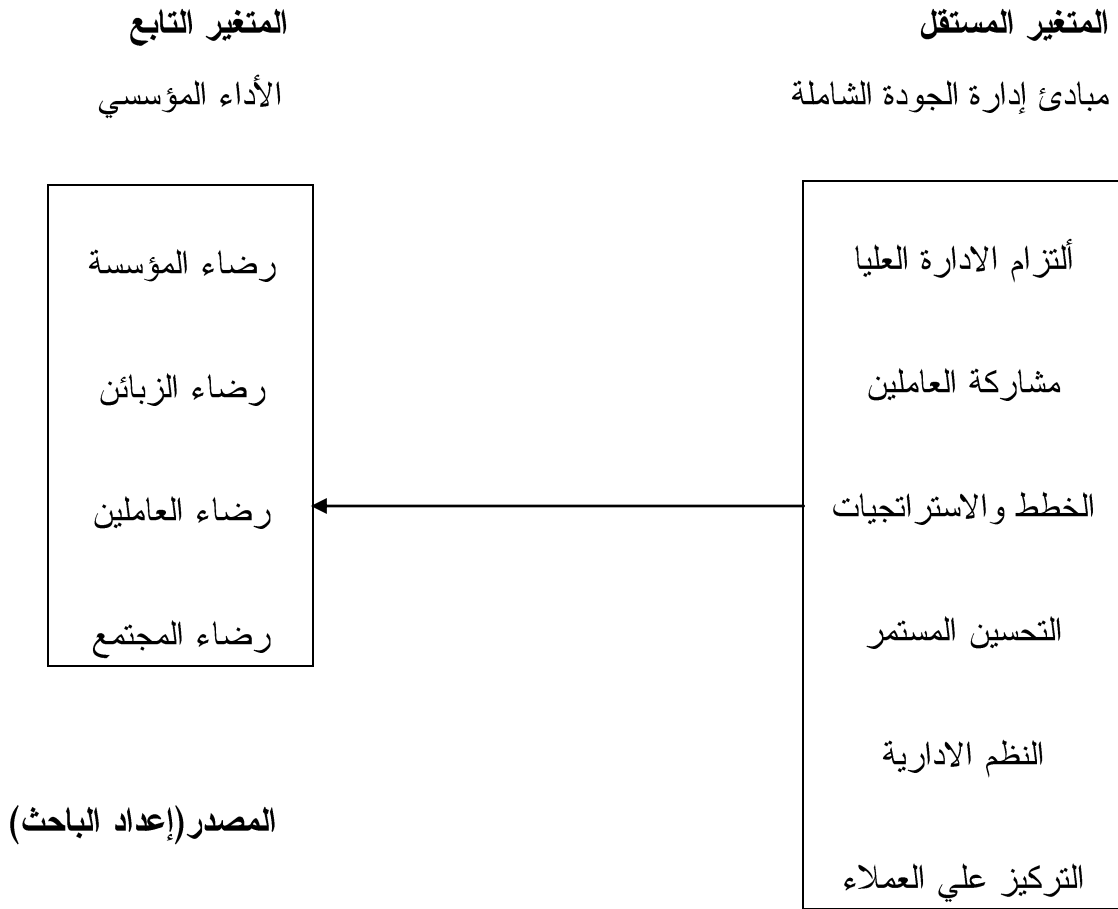 المتغير المستقل
المتغير التابع
مبادئ إدارة الجودة الشاملة
الأداء المؤسسي
ألتزام الادارة العليا
مشاركة العاملين
الخطط والاستراتجيات
التحسين المستمر
النظم الادارية
التركيز علي العملاء
رضاء المؤسسة
رضاء الزبائن
رضاء العاملين
رضاء المجتمع
المصدر(إعداد الباحث)